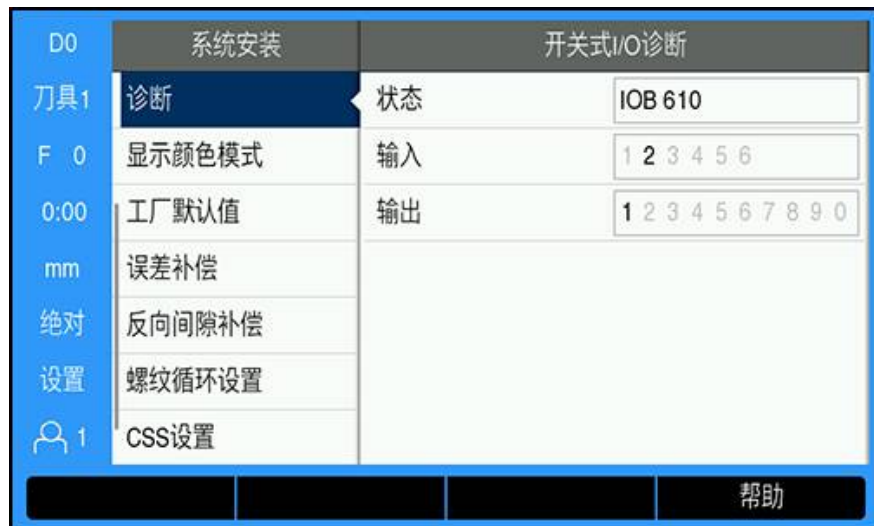 D0 系统安装 开关式I/O诊断
刀具1 诊断 状态 IOB 610
F 0 显示颜色模式 输入 1 2 3 4 5 6
0:00 工厂默认值 输出 1 2 3 4 5 6 7 8 9 0
mm 误差补偿
绝对 反向间隙补偿
设置 螺纹循环设置
1 CSS设置
帮助